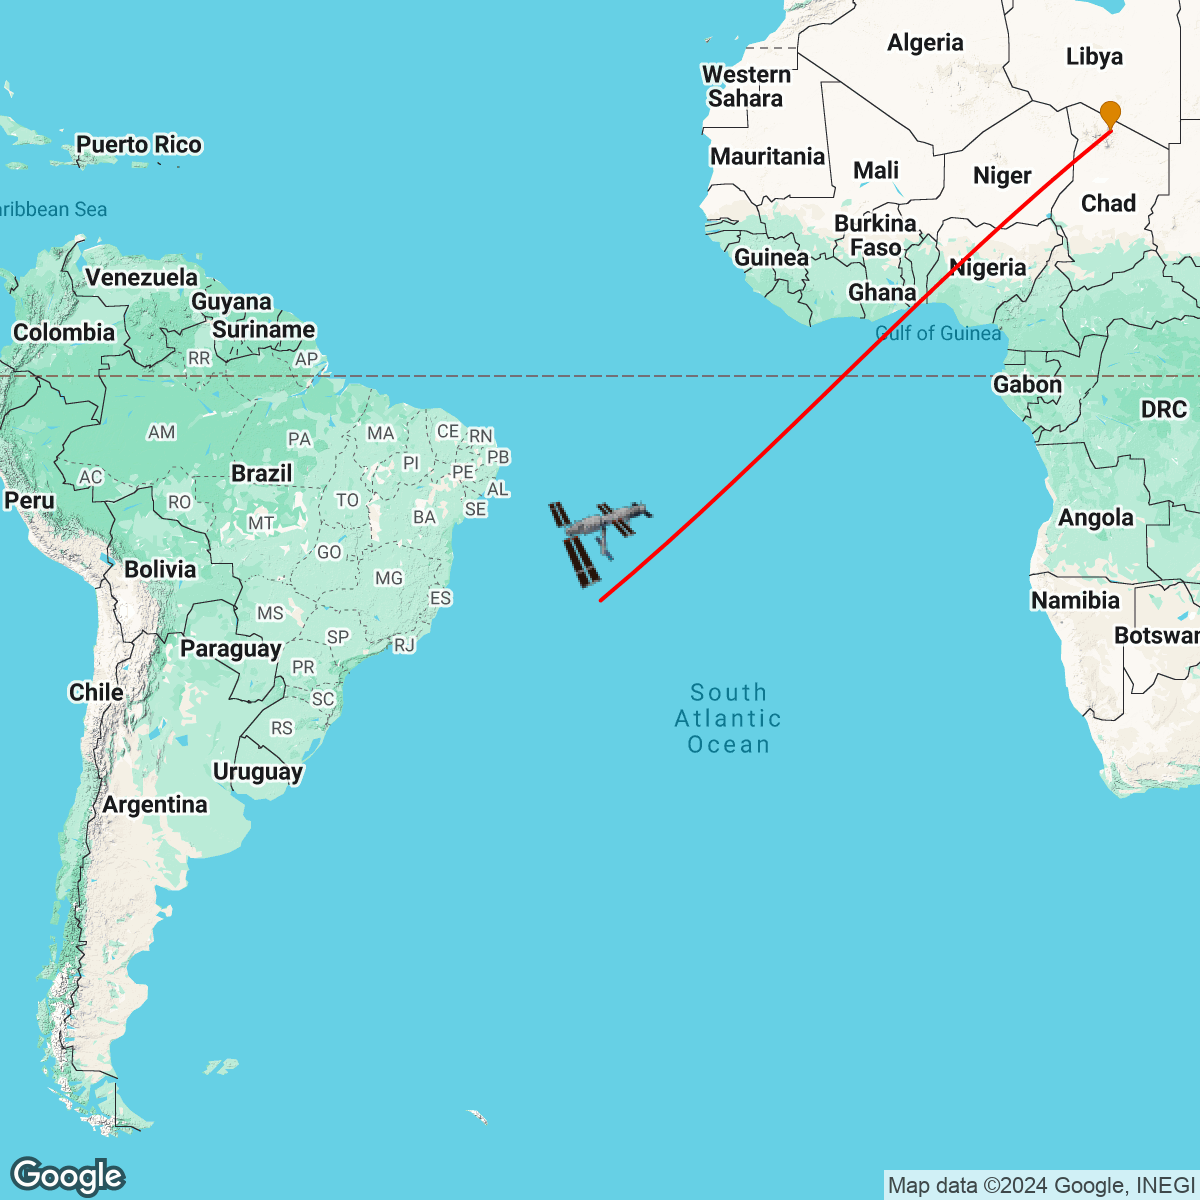 Algeria
Libya
Western
Sahara
Puerto Rico
Mauritania
Mali
Niger
Chad
aribbean Sea
Burkina
Faso
Guinea
Nigeria
Venezuela
Ghana
Guyana
Suriname
Colombia
Gulf of Guinea
RR
AP
Gabon
DRC
AM
PA
MA
CE
RN
PB
PI
PE
AC
Brazil
AL
Peru
RO
TO
SE
MT
BA
Angola
GO
Bolivia
MG
ES
Namibia
MS
SP
Botswar
Paraguay
RJ
PR
Chile
SC
South
Atlantic
Ocean
RS
Uruguay
Argentina
Google
Map data ©2024 Google, INEGI